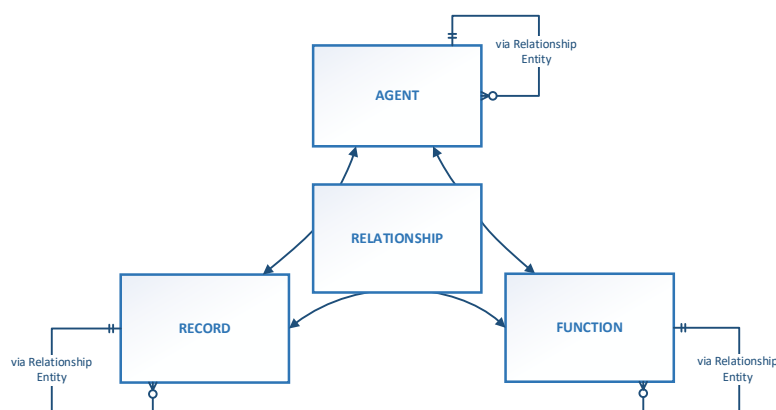 via Relationship
Entity
AGENT
RELATIONSHIP
RECORD
FUNCTION
via Relationship
Entity
via Relationship
Entity